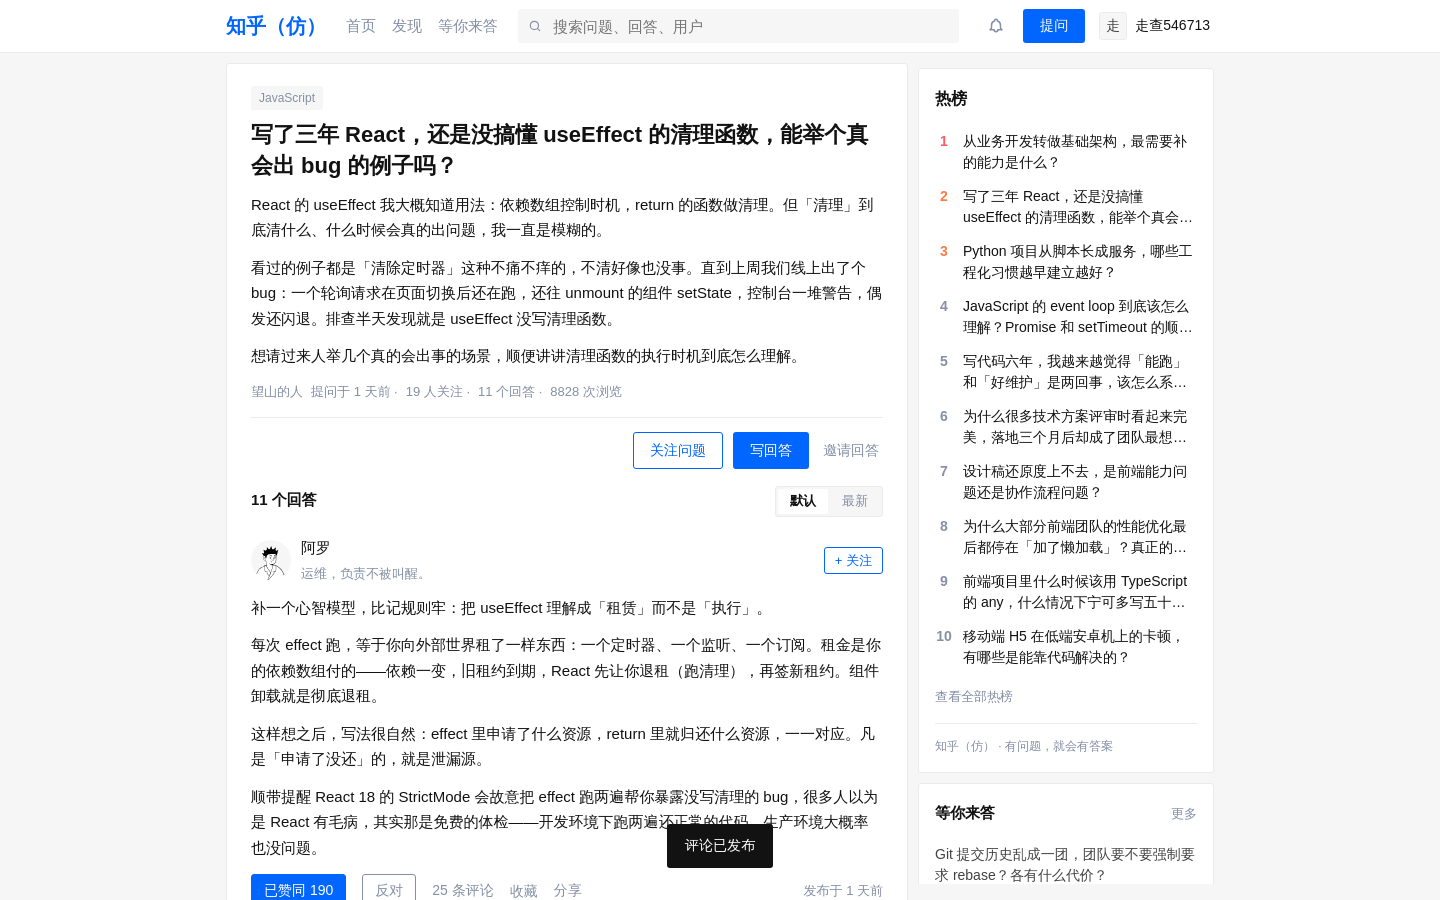 知乎（仿）
首页
发现
等你来答
搜索问题、回答、用户
提问
走
走查546713
JavaScript
写了三年 React，还是没搞懂 useEffect 的清理函数，能举个真
会出 bug 的例子吗？
React 的 useEffect 我大概知道用法：依赖数组控制时机，return 的函数做清理。但「清理」到
底清什么、什么时候会真的出问题，我一直是模糊的。
看过的例子都是「清除定时器」这种不痛不痒的，不清好像也没事。直到上周我们线上出了个
bug：一个轮询请求在页面切换后还在跑，还往 unmount 的组件 setState，控制台一堆警告，偶
发还闪退。排查半天发现就是 useEffect 没写清理函数。
想请过来人举几个真的会出事的场景，顺便讲讲清理函数的执行时机到底怎么理解。
望山的人 提问于 1 天前 · 19 人关注 · 11 个回答 · 8828 次浏览
关注问题
写回答
邀请回答
11 个回答
默认
最新
阿罗
运维，负责不被叫醒。
+ 关注
补一个心智模型，比记规则牢：把 useEffect 理解成「租赁」而不是「执行」。
每次 effect 跑，等于你向外部世界租了一样东西：一个定时器、一个监听、一个订阅。租金是你
的依赖数组付的——依赖一变，旧租约到期，React 先让你退租（跑清理），再签新租约。组件
卸载就是彻底退租。
这样想之后，写法很自然：effect 里申请了什么资源，return 里就归还什么资源，一一对应。凡
是「申请了没还」的，就是泄漏源。
顺带提醒 React 18 的 StrictMode 会故意把 effect 跑两遍帮你暴露没写清理的 bug，很多人以为
是 React 有毛病，其实那是免费的体检——开发环境下跑两遍还正常的代码，生产环境大概率
也没问题。
评论已发布
已赞同 190
反对
25 条评论
收藏
分享
发布于 1 天前
热榜
1 从业务开发转做基础架构，最需要补
的能力是什么？
2 写了三年 React，还是没搞懂
useEffect 的清理函数，能举个真会…
3 Python 项目从脚本长成服务，哪些工
程化习惯越早建立越好？
4 JavaScript 的 event loop 到底该怎么
理解？Promise 和 setTimeout 的顺…
5 写代码六年，我越来越觉得「能跑」
和「好维护」是两回事，该怎么系…
6 为什么很多技术方案评审时看起来完
美，落地三个月后却成了团队最想…
7 设计稿还原度上不去，是前端能力问
题还是协作流程问题？
8 为什么大部分前端团队的性能优化最
后都停在「加了懒加载」？真正的…
9 前端项目里什么时候该用 TypeScript
的 any，什么情况下宁可多写五十…
10 移动端 H5 在低端安卓机上的卡顿，
有哪些是能靠代码解决的？
查看全部热榜
知乎（仿） · 有问题，就会有答案
等你来答
更多
Git 提交历史乱成一团，团队要不要强制要
求 rebase？各有什么代价？